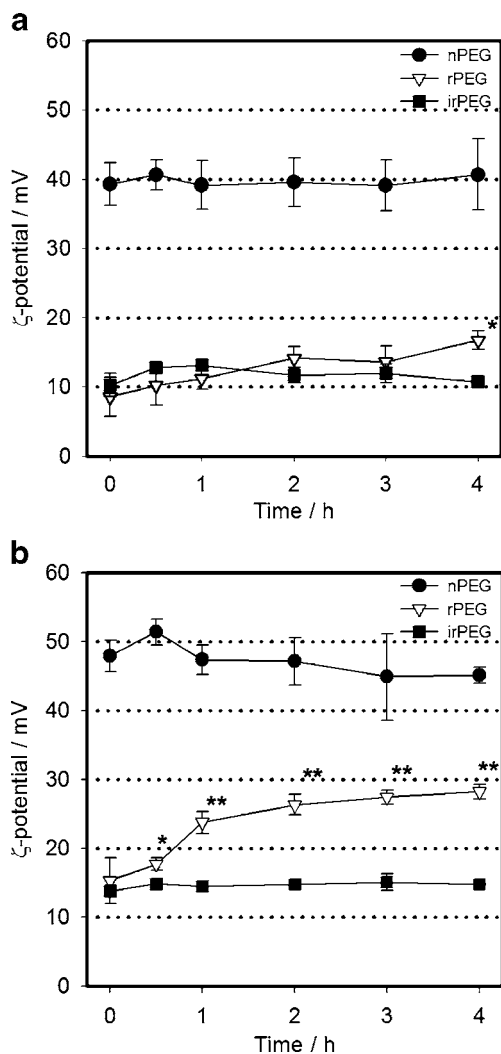 a
60
50
40
30
20
10
0
ζ-potential / mV
nPEG
rPEG
irPEG
*
0 1 2 3 4
Time / h
b
60
50
40
30
20
10
0
ζ-potential / mV
nPEG
rPEG
irPEG
* ** ** ** **
0 1 2 3 4
Time / h